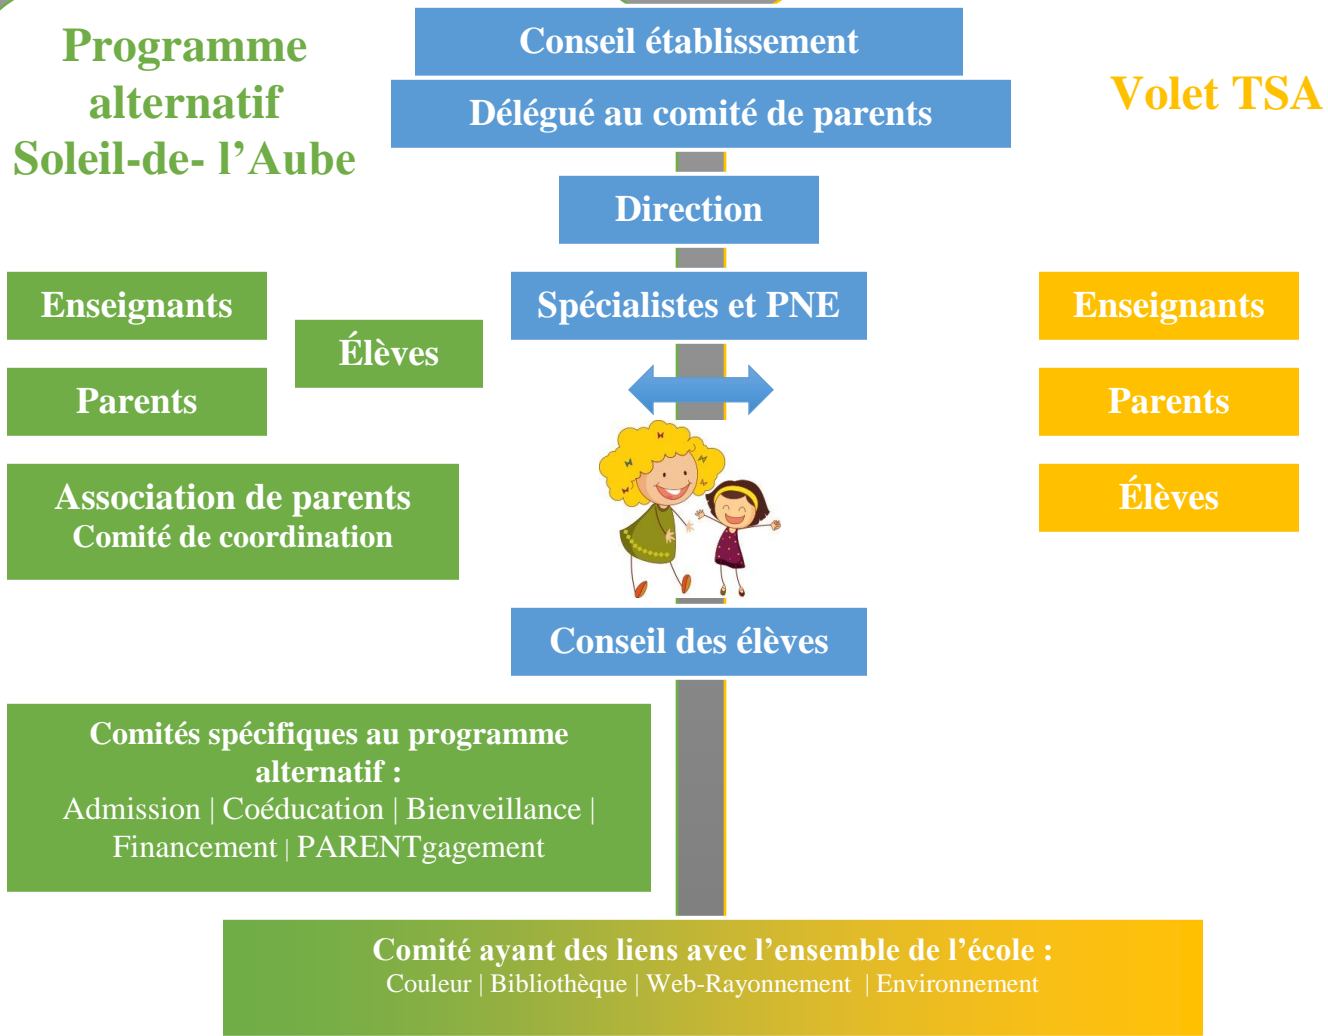 Programme
alternatif
Soleil-de- l’Aube
Conseil établissement
Délégué au comité de parents
Volet TSA
Direction
Enseignants
Élèves
Parents
Spécialistes et PNE
Enseignants
Parents
Élèves
Association de parents
Comité de coordination
Conseil des élèves
Comités spécifiques au programme
alternatif :
Admission | Coéducation | Bienveillance |
Financement | PARENTgagement
Comité ayant des liens avec l’ensemble de l’école :
Couleur | Bibliothèque | Web-Rayonnement | Environnement